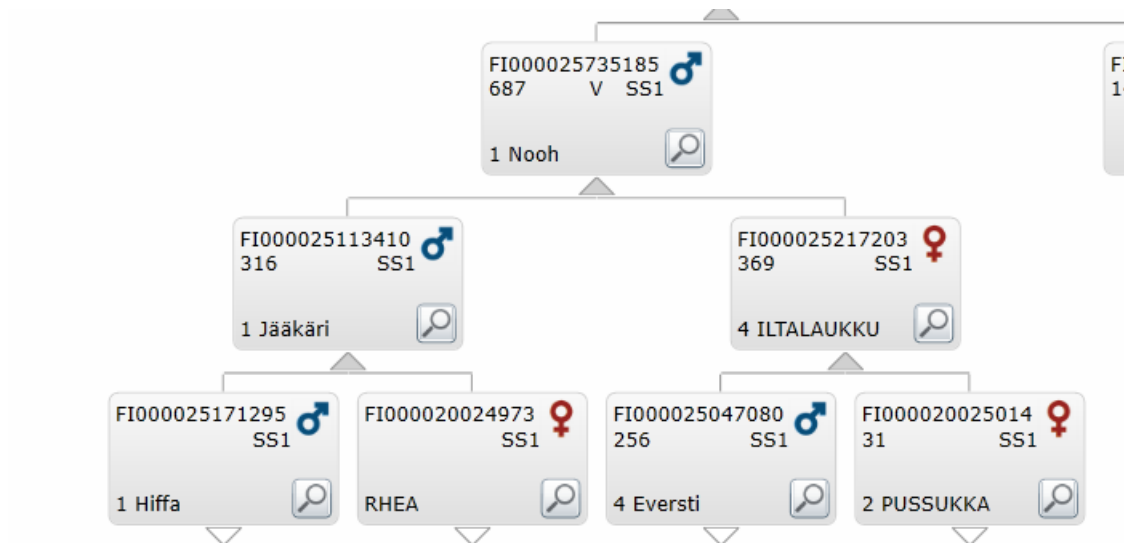 FI000025735185
687 V SS1
1 Nooh
FI000025113410
316 SS1
1 Jääkäri
FI000025217203
369 SS1
4 ILTALAUKKU
FI000025171295
SS1
1 Hiffa
FI000020024973
SS1
RHEA
FI000025047080
256 SS1
4 Eversti
FI000020025014
31 SS1
2 PUSSUKKA